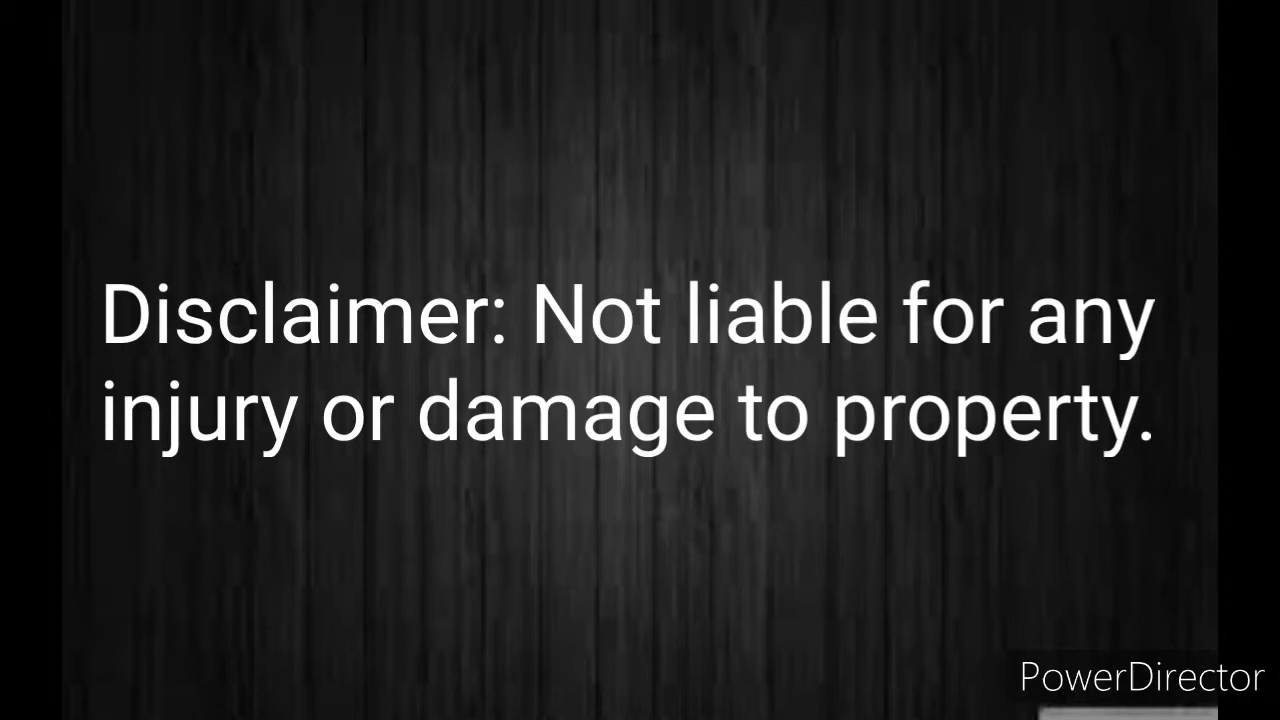 Disclaimer: Not liable for any
injury or damage to property.
PowerDirector